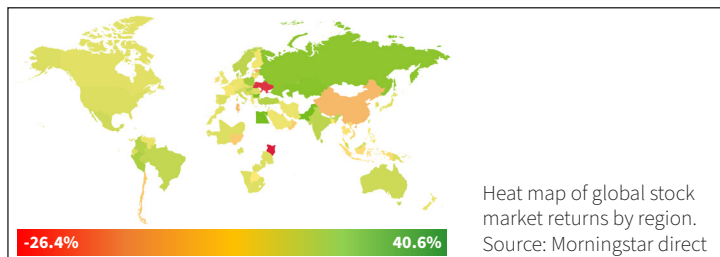 Heat map of global stock
market returns by region.
Source: Morningstar direct
-26.4% 40.6%